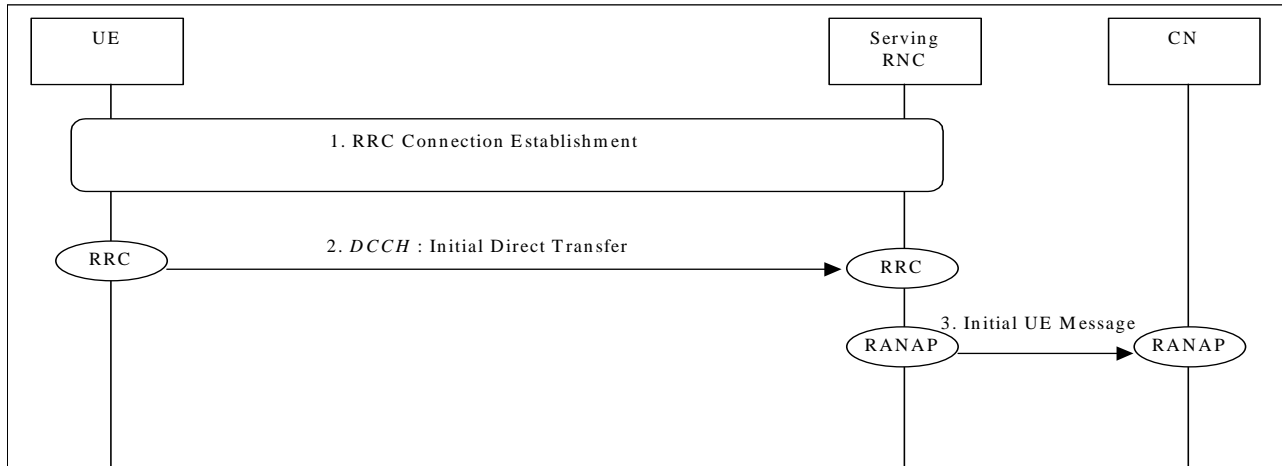 UE
Serving
RNC
CN
1. RRC Connection Establishment
2. DCCH : Initial Direct Transfer
RRC
RRC
3. Initial UE Message
RANAP
RANAP